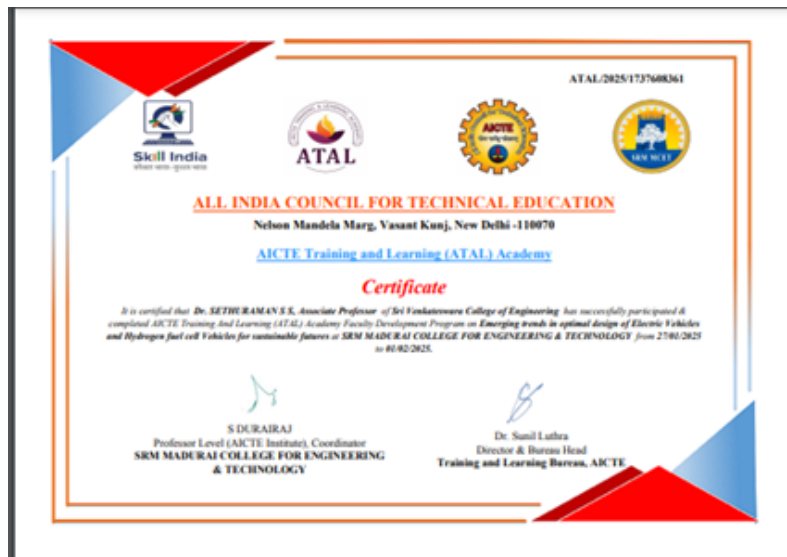 ATAL/2025/1737608361
Skill India
कौशल भारत-कुशल भारत
ATAL
AICTE
SRM MCET
ALL INDIA COUNCIL FOR TECHNICAL EDUCATION
Nelson Mandela Marg, Vasant Kunj, New Delhi -110070
AICTE Training and Learning (ATAL) Academy
Certificate
It is certified that Dr. SETHURAMAN S S, Associate Professor of Sri Venkateswara College of Engineering has successfully participated &
completed AICTE Training And Learning (ATAL) Academy Faculty Development Program on Emerging trends in optimal design of Electric Vehicles
and Hydrogen fuel cell Vehicles for sustainable futures at SRM MADURAI COLLEGE FOR ENGINEERING & TECHNOLOGY from 27/01/2025
to 01/02/2025.
S DURAIRAJ
Professor Level (AICTE Institute), Coordinator
SRM MADURAI COLLEGE FOR ENGINEERING
& TECHNOLOGY
Dr. Sunil Luthra
Director & Bureau Head
Training and Learning Bureau, AICTE